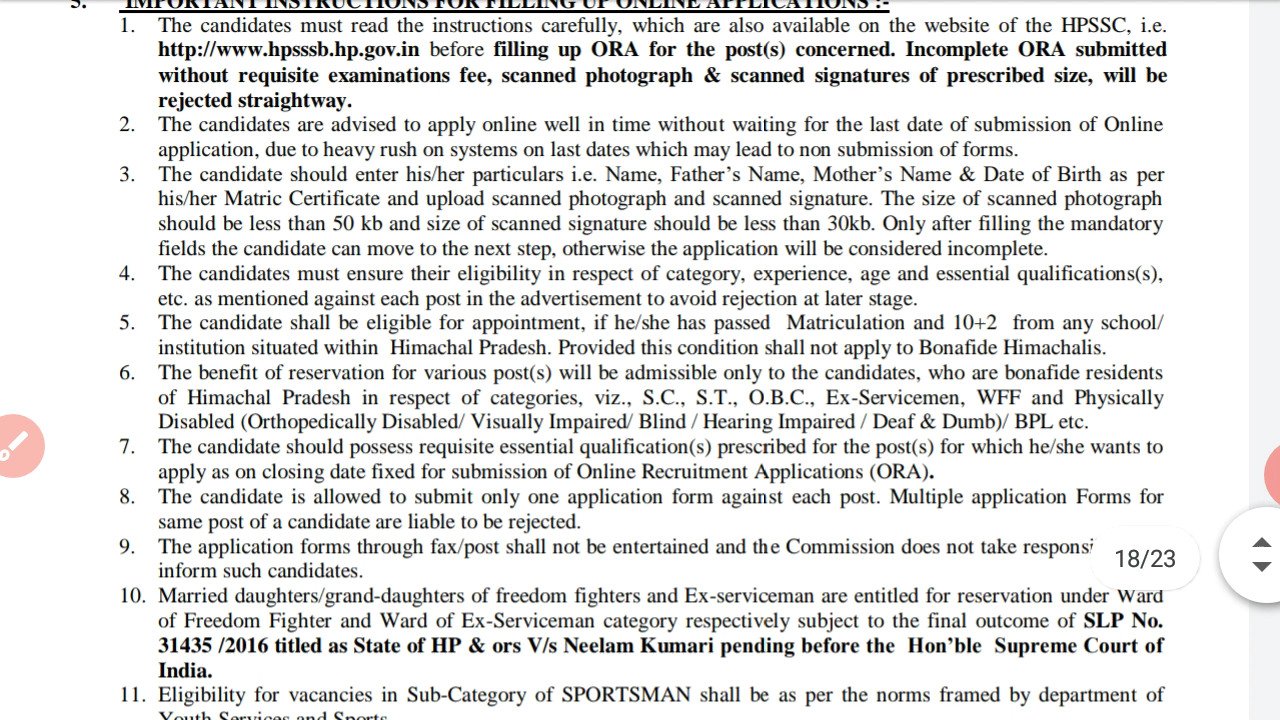 5. IMPORTANT INSTRUCTIONS FOR FILLING UP ONLINE APPLICATIONS :-
1. The candidates must read the instructions carefully, which are also available on the website of the HPSSC, i.e.
http://www.hpsssb.hp.gov.in before filling up ORA for the post(s) concerned. Incomplete ORA submitted
without requisite examinations fee, scanned photograph & scanned signatures of prescribed size, will be
rejected straightway.
2. The candidates are advised to apply online well in time without waiting for the last date of submission of Online
application, due to heavy rush on systems on last dates which may lead to non submission of forms.
3. The candidate should enter his/her particulars i.e. Name, Father’s Name, Mother’s Name & Date of Birth as per
his/her Matric Certificate and upload scanned photograph and scanned signature. The size of scanned photograph
should be less than 50 kb and size of scanned signature should be less than 30kb. Only after filling the mandatory
fields the candidate can move to the next step, otherwise the application will be considered incomplete.
4. The candidates must ensure their eligibility in respect of category, experience, age and essential qualifications(s),
etc. as mentioned against each post in the advertisement to avoid rejection at later stage.
5. The candidate shall be eligible for appointment, if he/she has passed Matriculation and 10+2 from any school/
institution situated within Himachal Pradesh. Provided this condition shall not apply to Bonafide Himachalis.
6. The benefit of reservation for various post(s) will be admissible only to the candidates, who are bonafide residents
of Himachal Pradesh in respect of categories, viz., S.C., S.T., O.B.C., Ex-Servicemen, WFF and Physically
Disabled (Orthopedically Disabled/ Visually Impaired/ Blind / Hearing Impaired / Deaf & Dumb)/ BPL etc.
7. The candidate should possess requisite essential qualification(s) prescribed for the post(s) for which he/she wants to
apply as on closing date fixed for submission of Online Recruitment Applications (ORA).
8. The candidate is allowed to submit only one application form against each post. Multiple application Forms for
same post of a candidate are liable to be rejected.
9. The application forms through fax/post shall not be entertained and the Commission does not take responsi
18/23
inform such candidates.
10. Married daughters/grand-daughters of freedom fighters and Ex-serviceman are entitled for reservation under Ward
of Freedom Fighter and Ward of Ex-Serviceman category respectively subject to the final outcome of SLP No.
31435 /2016 titled as State of HP & ors V/s Neelam Kumari pending before the Hon’ble Supreme Court of
India.
11. Eligibility for vacancies in Sub-Category of SPORTSMAN shall be as per the norms framed by department of
Youth Services and Sports.